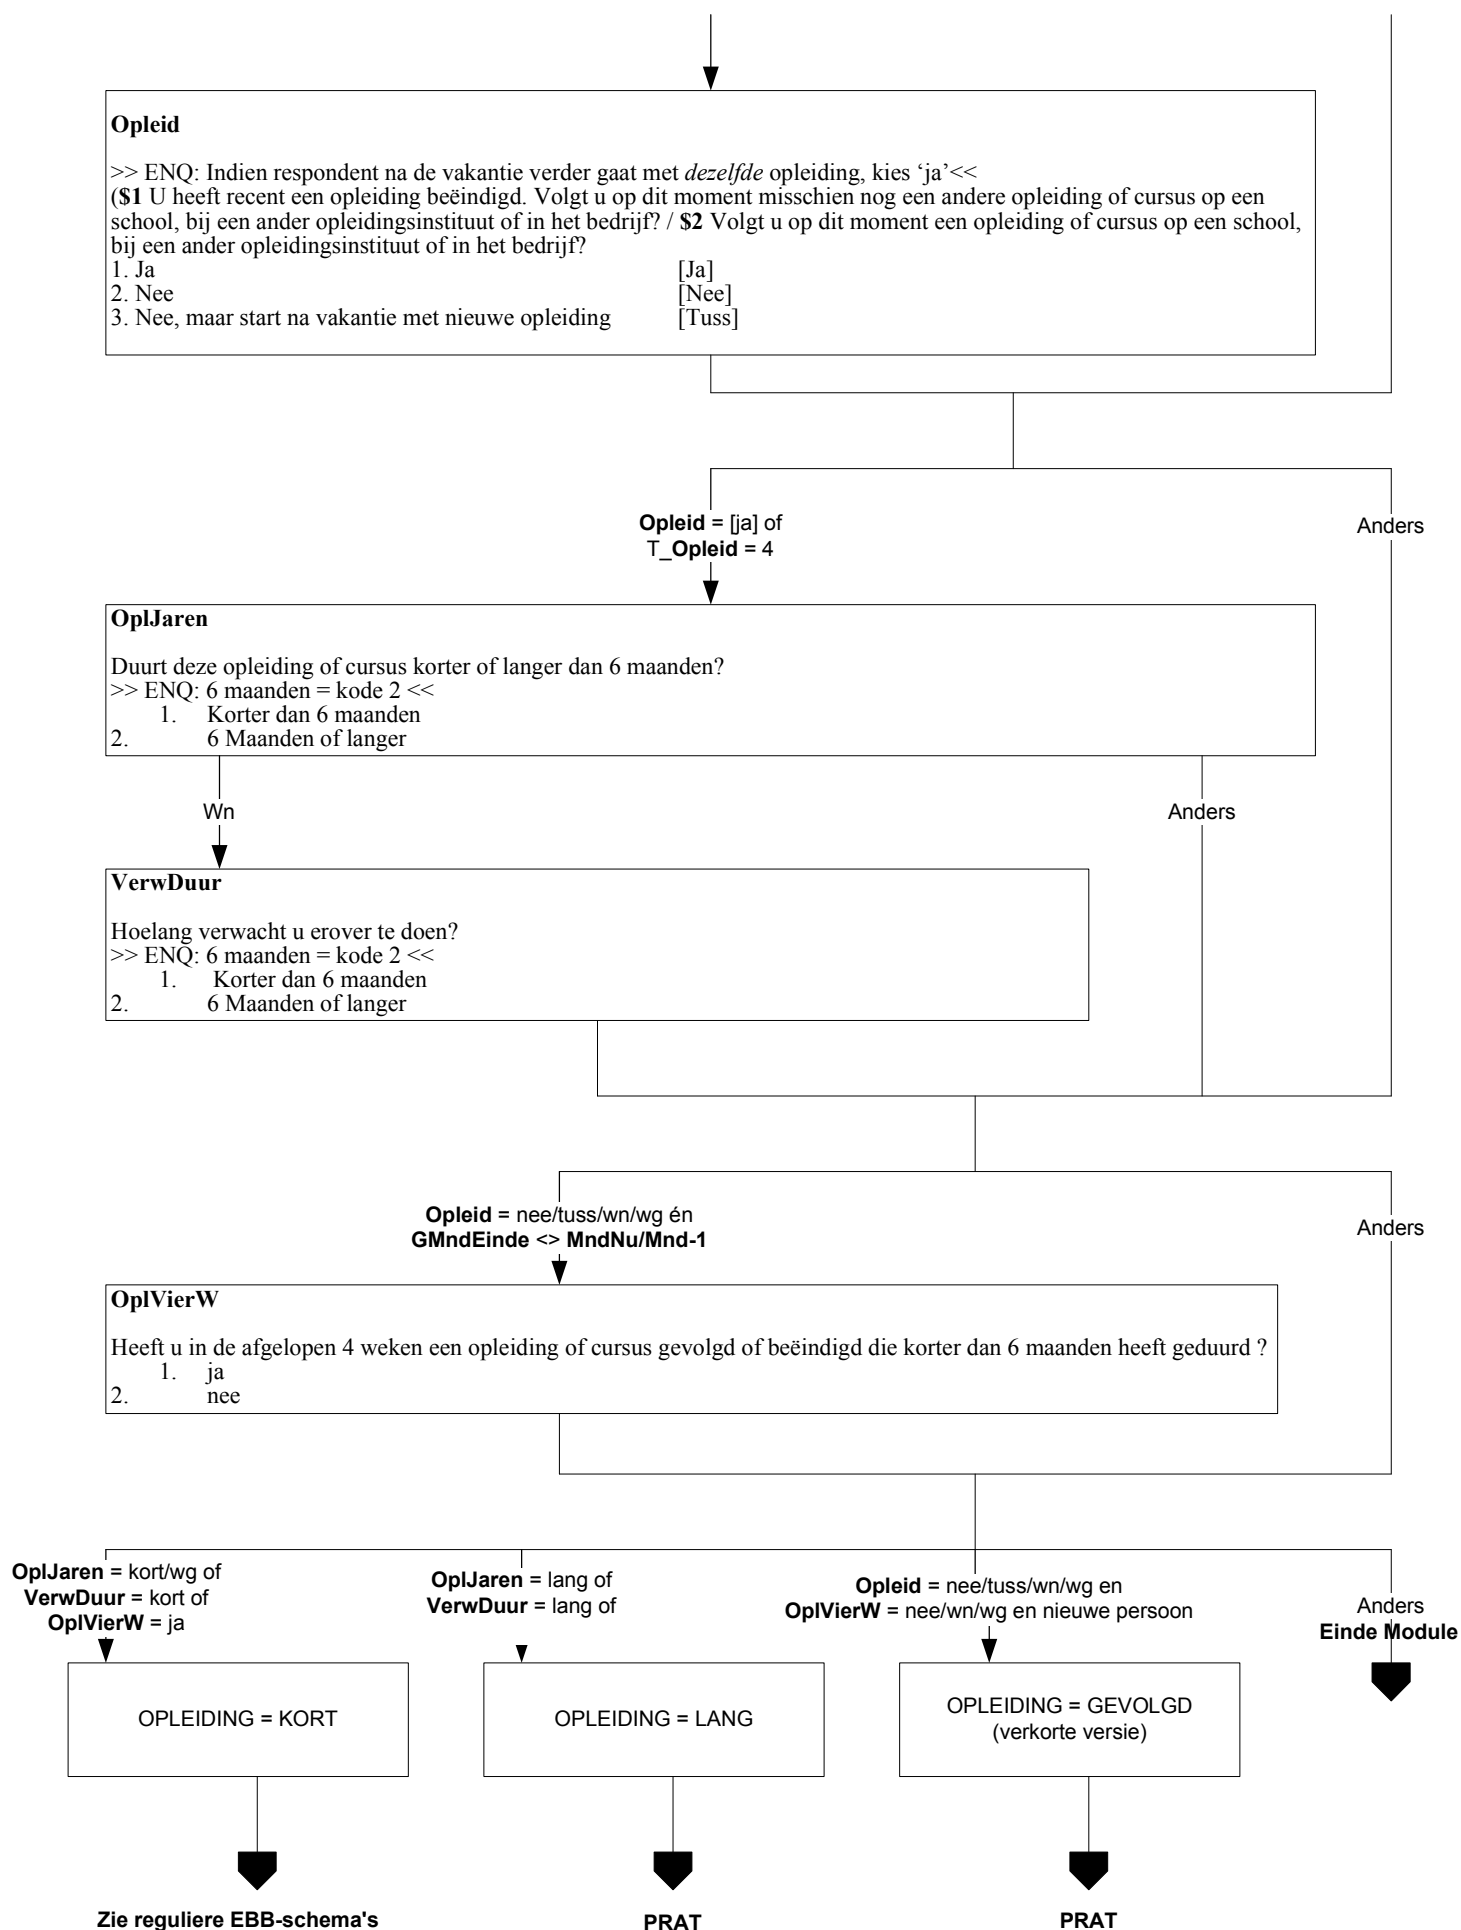 Opleid
>> ENQ: Indien respondent na de vakantie verder gaat met dezelfde opleiding, kies ‘ja’<<
($1 U heeft recent een opleiding beëindigd. Volgt u op dit moment misschien nog een andere opleiding of cursus op een
school, bij een ander opleidingsinstituut of in het bedrijf? / $2 Volgt u op dit moment een opleiding of cursus op een school,
bij een ander opleidingsinstituut of in het bedrijf?
1. Ja [Ja]
2. Nee [Nee]
3. Nee, maar start na vakantie met nieuwe opleiding [Tuss]
Opleid = [ja] of
T_Opleid = 4
Anders
OplJaren
Duurt deze opleiding of cursus korter of langer dan 6 maanden?
>> ENQ: 6 maanden = kode 2 <<
1. Korter dan 6 maanden
2. 6 Maanden of langer
Wn
Anders
VerwDuur
Hoelang verwacht u erover te doen?
>> ENQ: 6 maanden = kode 2 <<
1. Korter dan 6 maanden
2. 6 Maanden of langer
Opleid = nee/tuss/wn/wg én
GMndEinde <> MndNu/Mnd-1
Anders
OplVierW
Heeft u in de afgelopen 4 weken een opleiding of cursus gevolgd of beëindigd die korter dan 6 maanden heeft geduurd ?
1. ja
2. nee
OplJaren = kort/wg of
VerwDuur = kort of
OplVierW = ja
OplJaren = lang of
VerwDuur = lang of
Opleid = nee/tuss/wn/wg en
OplVierW = nee/wn/wg en nieuwe persoon
Anders
Einde Module
OPLEIDING = KORT
OPLEIDING = LANG
OPLEIDING = GEVOLGD
(verkorte versie)
Zie reguliere EBB-schema's
PRAT
PRAT